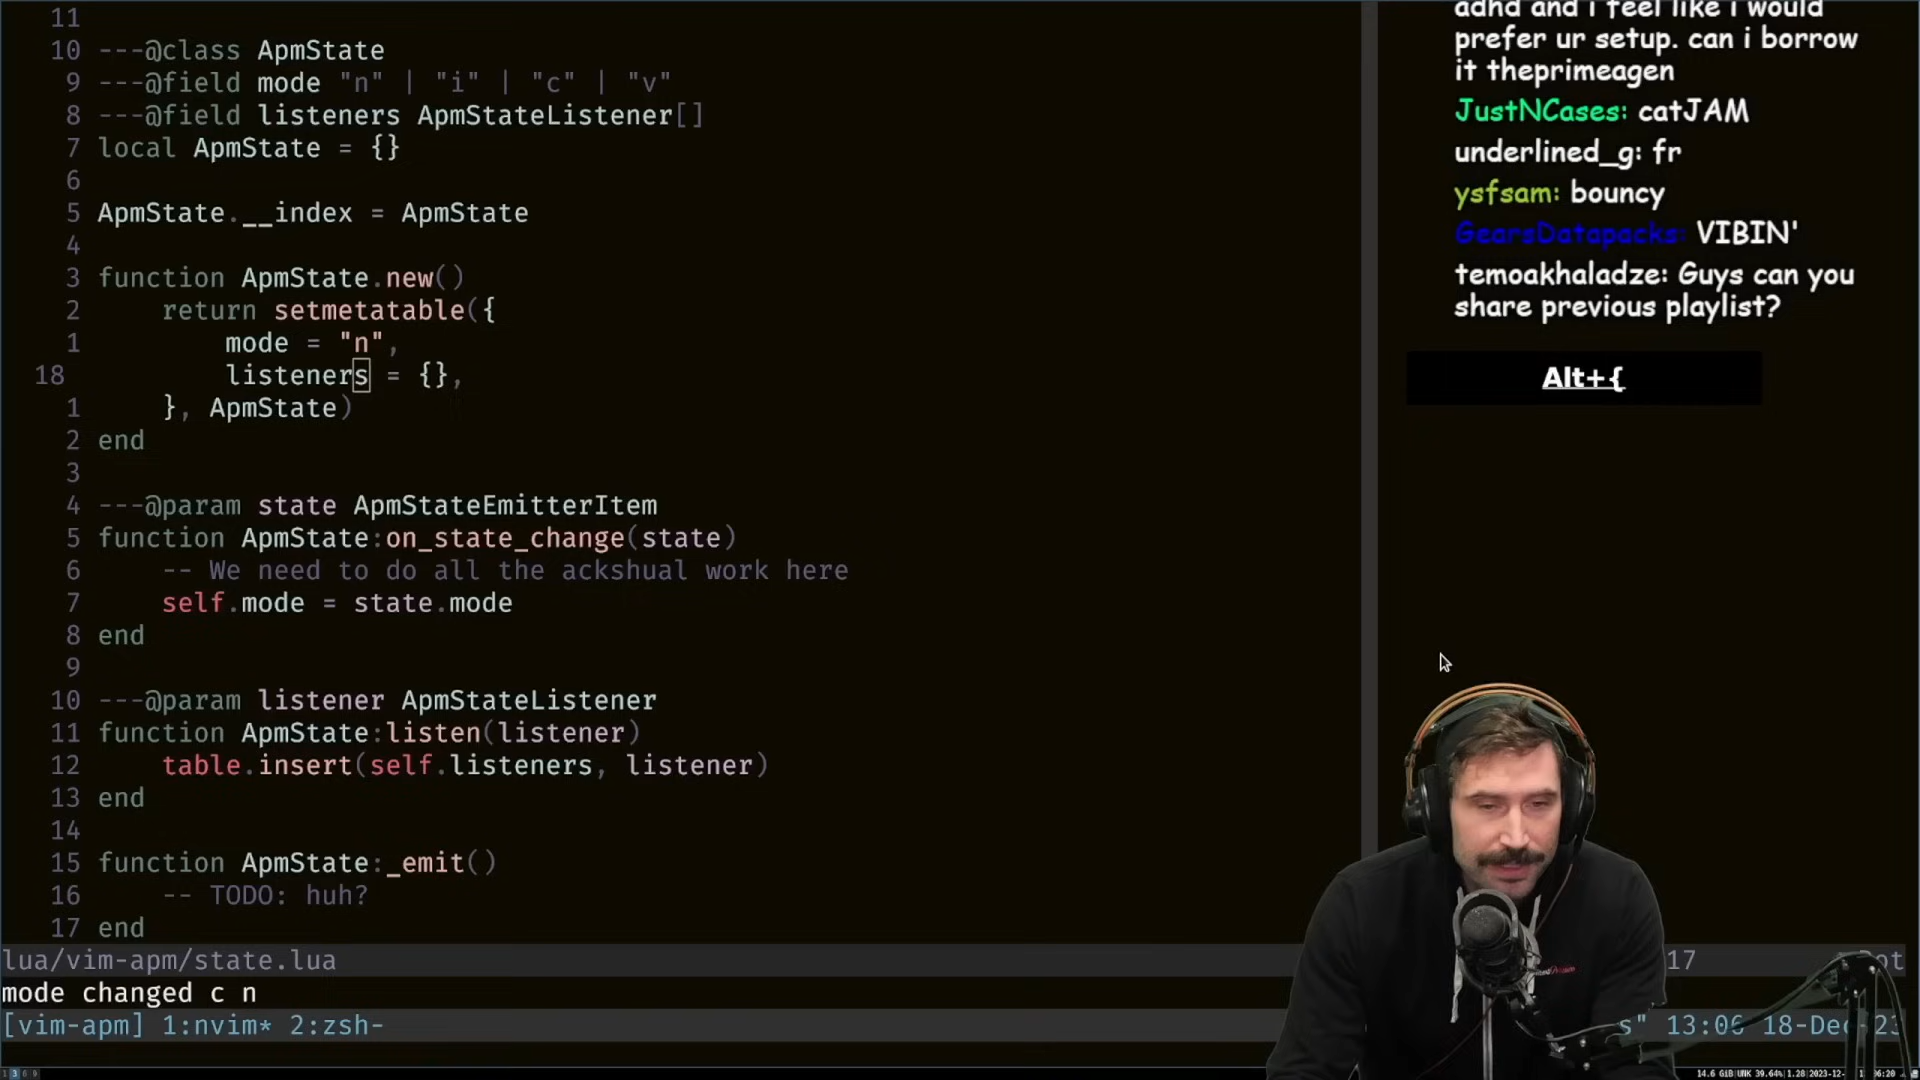 11
10 ---@class ApmState
9 ---@field mode "n" | "i" | "c" | "v"
8 ---@field listeners ApmStateListener[]
7 local ApmState = {}
6
5 ApmState.__index = ApmState
4
3 function ApmState.new()
2 return setmetatable({
1 mode = "n",
18 listeners = {},
1 }, ApmState)
2 end
3
4 ---@param state ApmStateEmitterItem
5 function ApmState:on_state_change(state)
6 -- We need to do all the ackshual work here
7 self.mode = state.mode
8 end
9
10 ---@param listener ApmStateListener
11 function ApmState:listen(listener)
12 table.insert(self.listeners, listener)
13 end
14
15 function ApmState:_emit()
16 -- TODO: huh?
17 end
lua/vim-apm/state.lua 17
mode changed c n
[vim-apm] 1:nvim* 2:zsh- s" 13:06 18-Dec-23
adhd and i feel like i would
prefer ur setup. can i borrow
it theprimeagen
JustNCases: catJAM
underlined_g: fr
ysfsam: bouncy
GearsDatapacks: VIBIN'
temoakhaladze: Guys can you
share previous playlist?
Alt+{